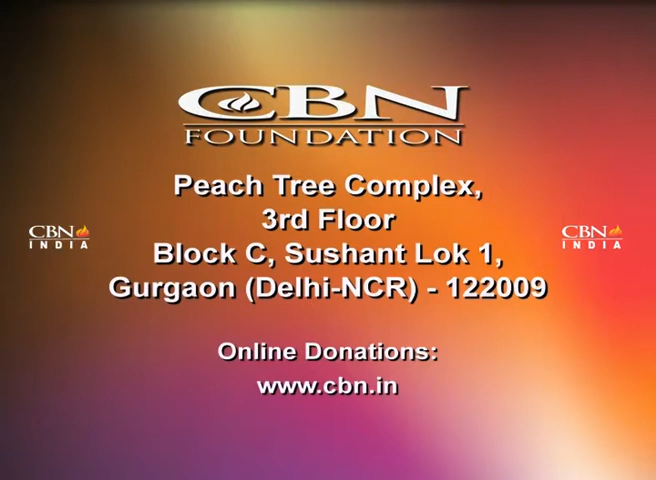 CBN
FOUNDATION
Peach Tree Complex,
3rd Floor
CBN
INDIA
CBN
INDIA
Block C, Sushant Lok 1,
Gurgaon (Delhi-NCR) - 122009
Online Donations:
www.cbn.in